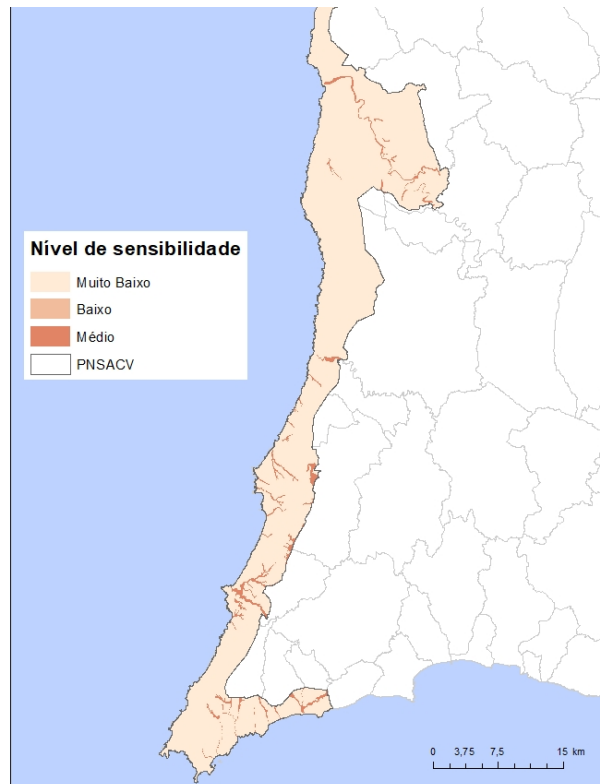 Nível de sensibilidade
Muito Baixo
Baixo
Médio
PNSACV
0 3,75 7,5 15 km